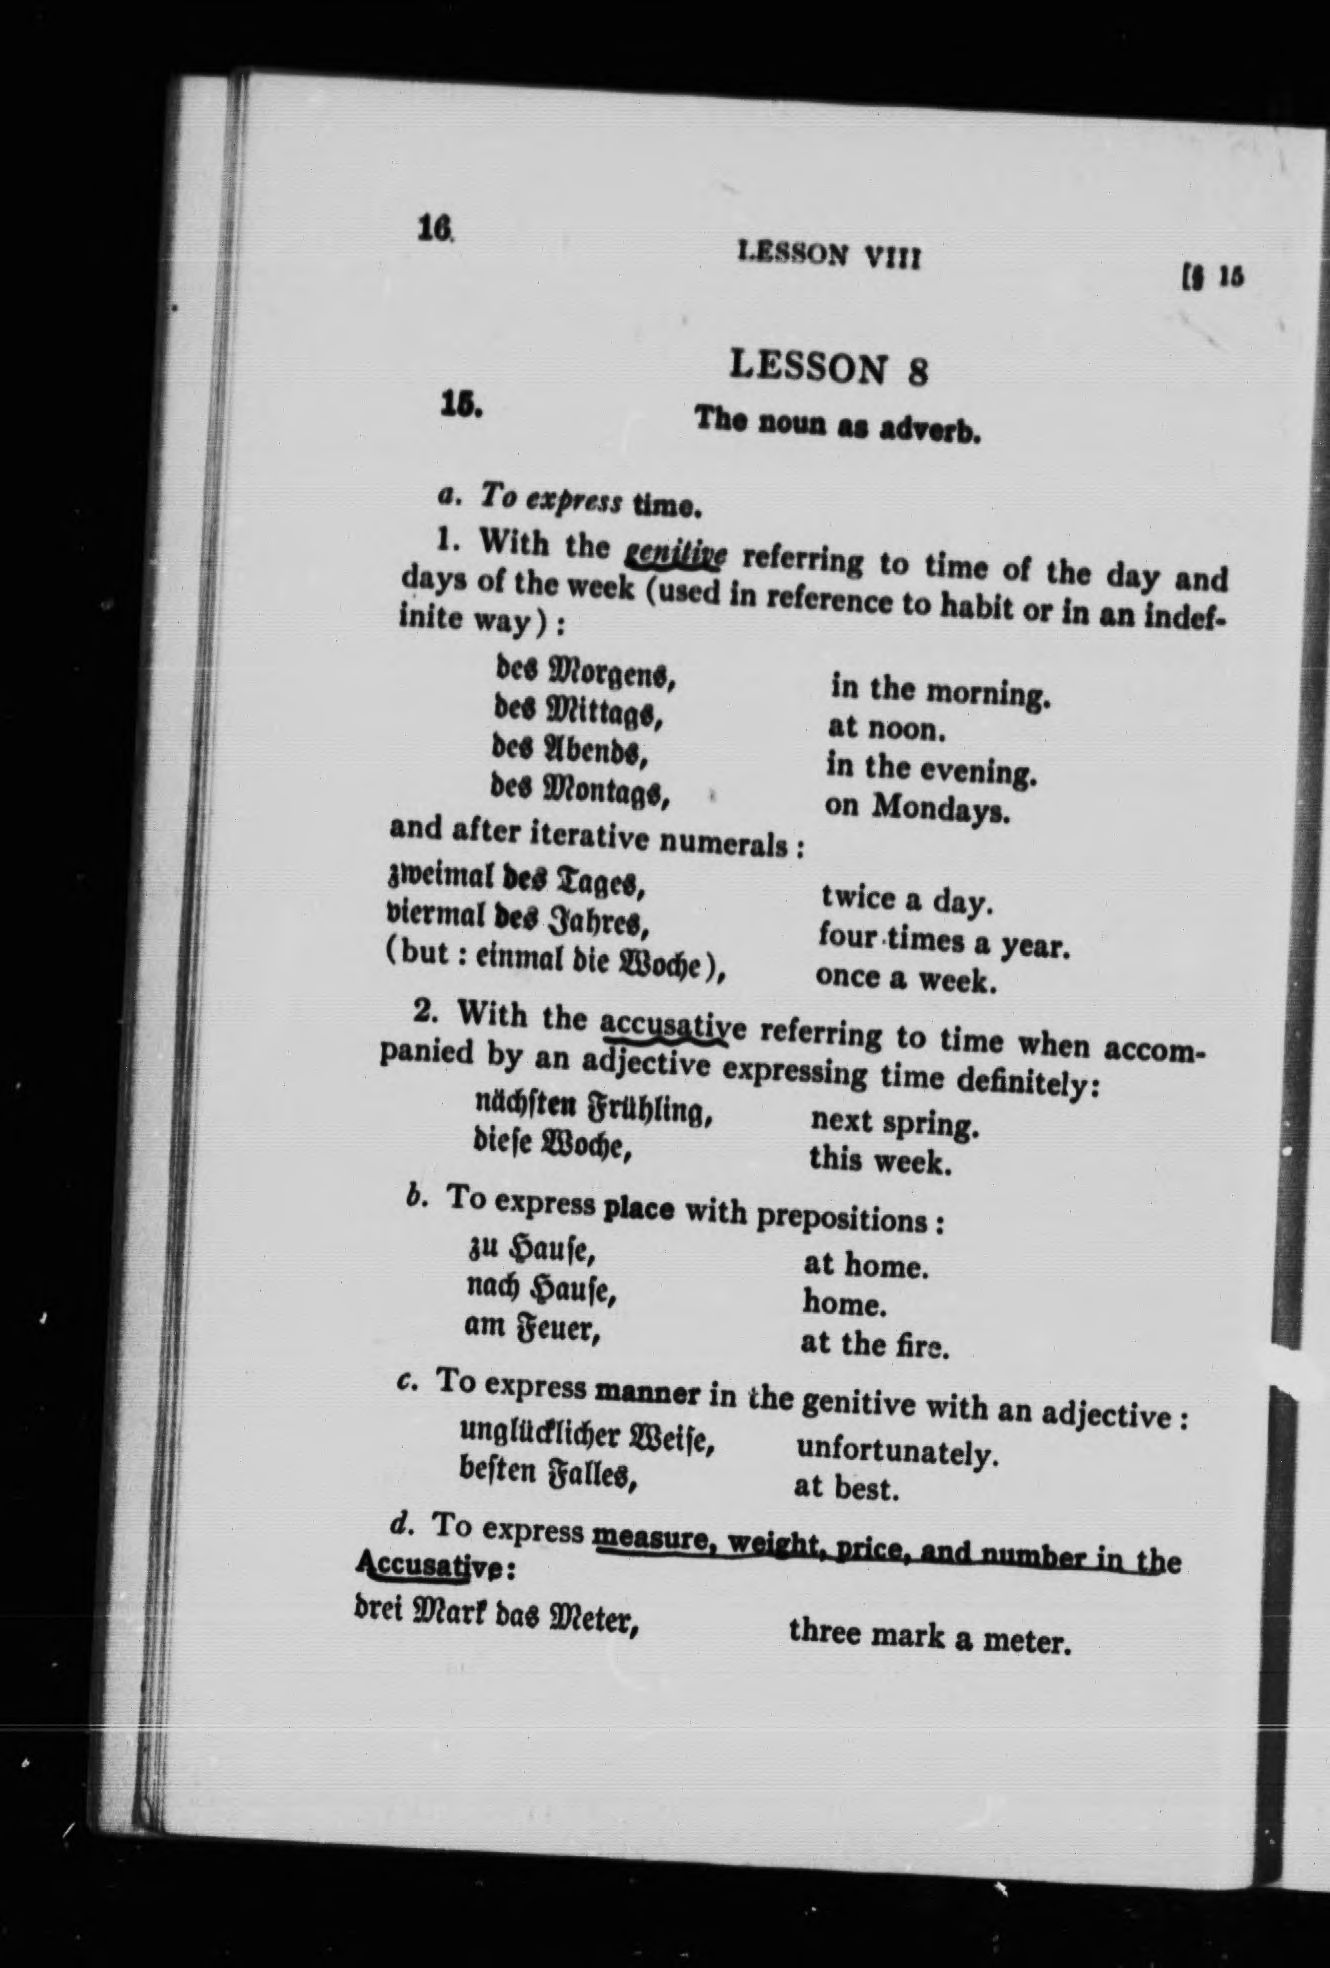 16
LESSON VIII
[§ 15
LESSON 8
15.
The noun as adverb.
a. To express time.
1. With the genitive referring to time of the day and
days of the week (used in reference to habit or in an indef-
inite way) :
des Morgens, in the morning.
des Mittags, at noon.
des Abends, in the evening.
des Montags, on Mondays.
and after iterative numerals :
zweimal des Tages, twice a day.
viermal des Jahres, four times a year.
(but : einmal die Woche), once a week.
2. With the accusative referring to time when accom-
panied by an adjective expressing time definitely:
nächſten Frühling, next spring.
dieſe Woche, this week.
b. To express place with prepositions :
zu Hauſe, at home.
nach Hauſe, home.
am Feuer, at the fire.
c. To express manner in the genitive with an adjective :
unglücklicher Weiſe, unfortunately.
beſten Falles, at best.
d. To express measure, weight, price, and number in the
Accusative:
drei Mark das Meter, three mark a meter.